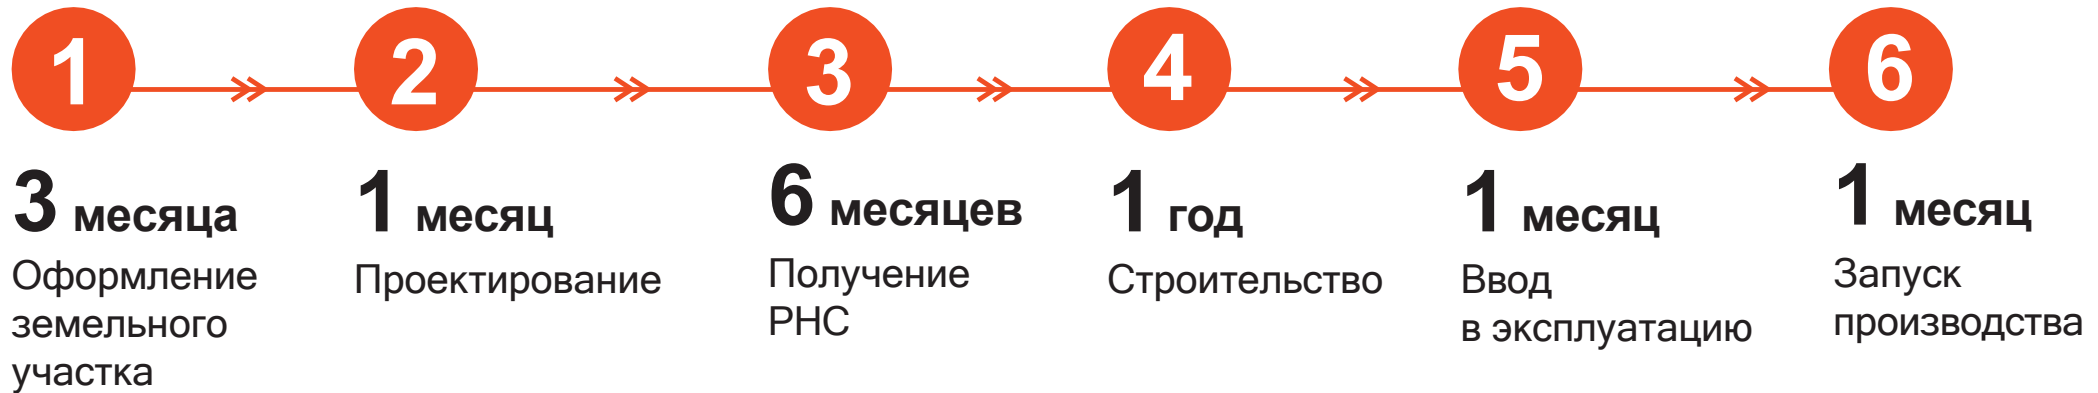 1
2
3
4
5
6
3 месяца
Оформление
земельного
участка
1 месяц
Проектирование
6 месяцев
Получение
РНС
1 год
Строительство
1 месяц
Ввод
в эксплуатацию
1 месяц
Запуск
производства